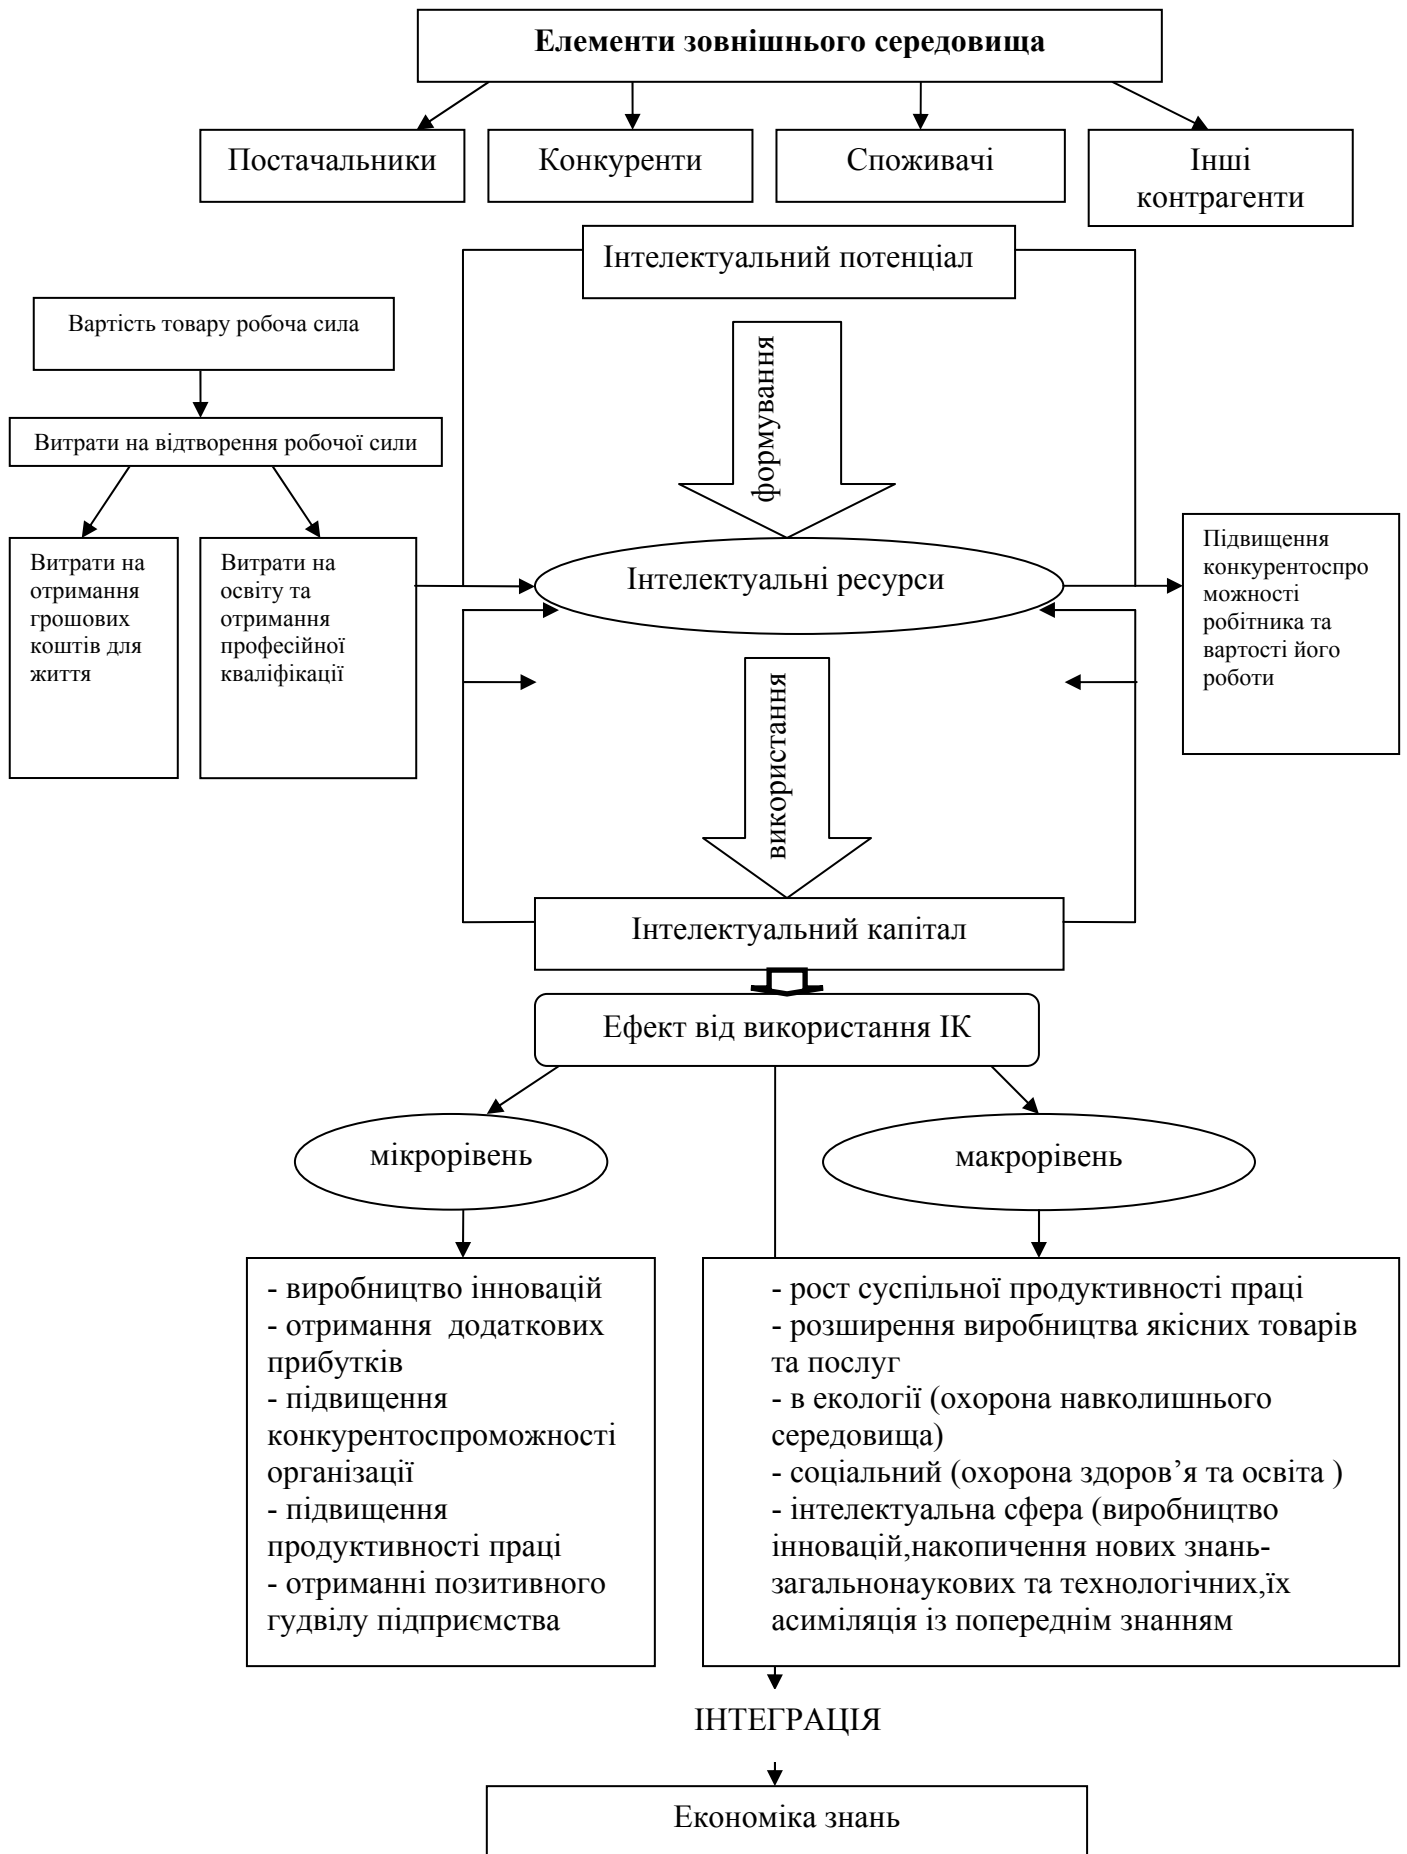 Елементи зовнішнього середовища
Постачальники
Конкуренти
Споживачі
Інші
контрагенти
Інтелектуальний потенціал
Вартість товару робоча сила
формування
Витрати на відтворення робочої сили
Витрати на
отримання
грошових
коштів для
життя
Витрати на
освіту та
отримання
професійної
кваліфікації
Інтелектуальні ресурси
Підвищення
конкурентоспро
можності
робітника та
вартості його
роботи
використання
Інтелектуальний капітал
Ефект від використання ІК
мікрорівень
макрорівень
- виробництво інновацій
- отримання  додаткових
прибутків
- підвищення
конкурентоспроможності
організації
- підвищення
продуктивності праці
- отриманні позитивного
гудвілу підприємства
- рост суспільної продуктивності праці
- розширення виробництва якісних товарів
та послуг
- в екології (охорона навколишнього
середовища)
- соціальний (охорона здоров’я та освіта )
- інтелектуальна сфера (виробництво
інновацій,накопичення нових знань-
загальнонаукових та технологічних,їх
асиміляція із попереднім знанням
ІНТЕГРАЦІЯ
Економіка знань